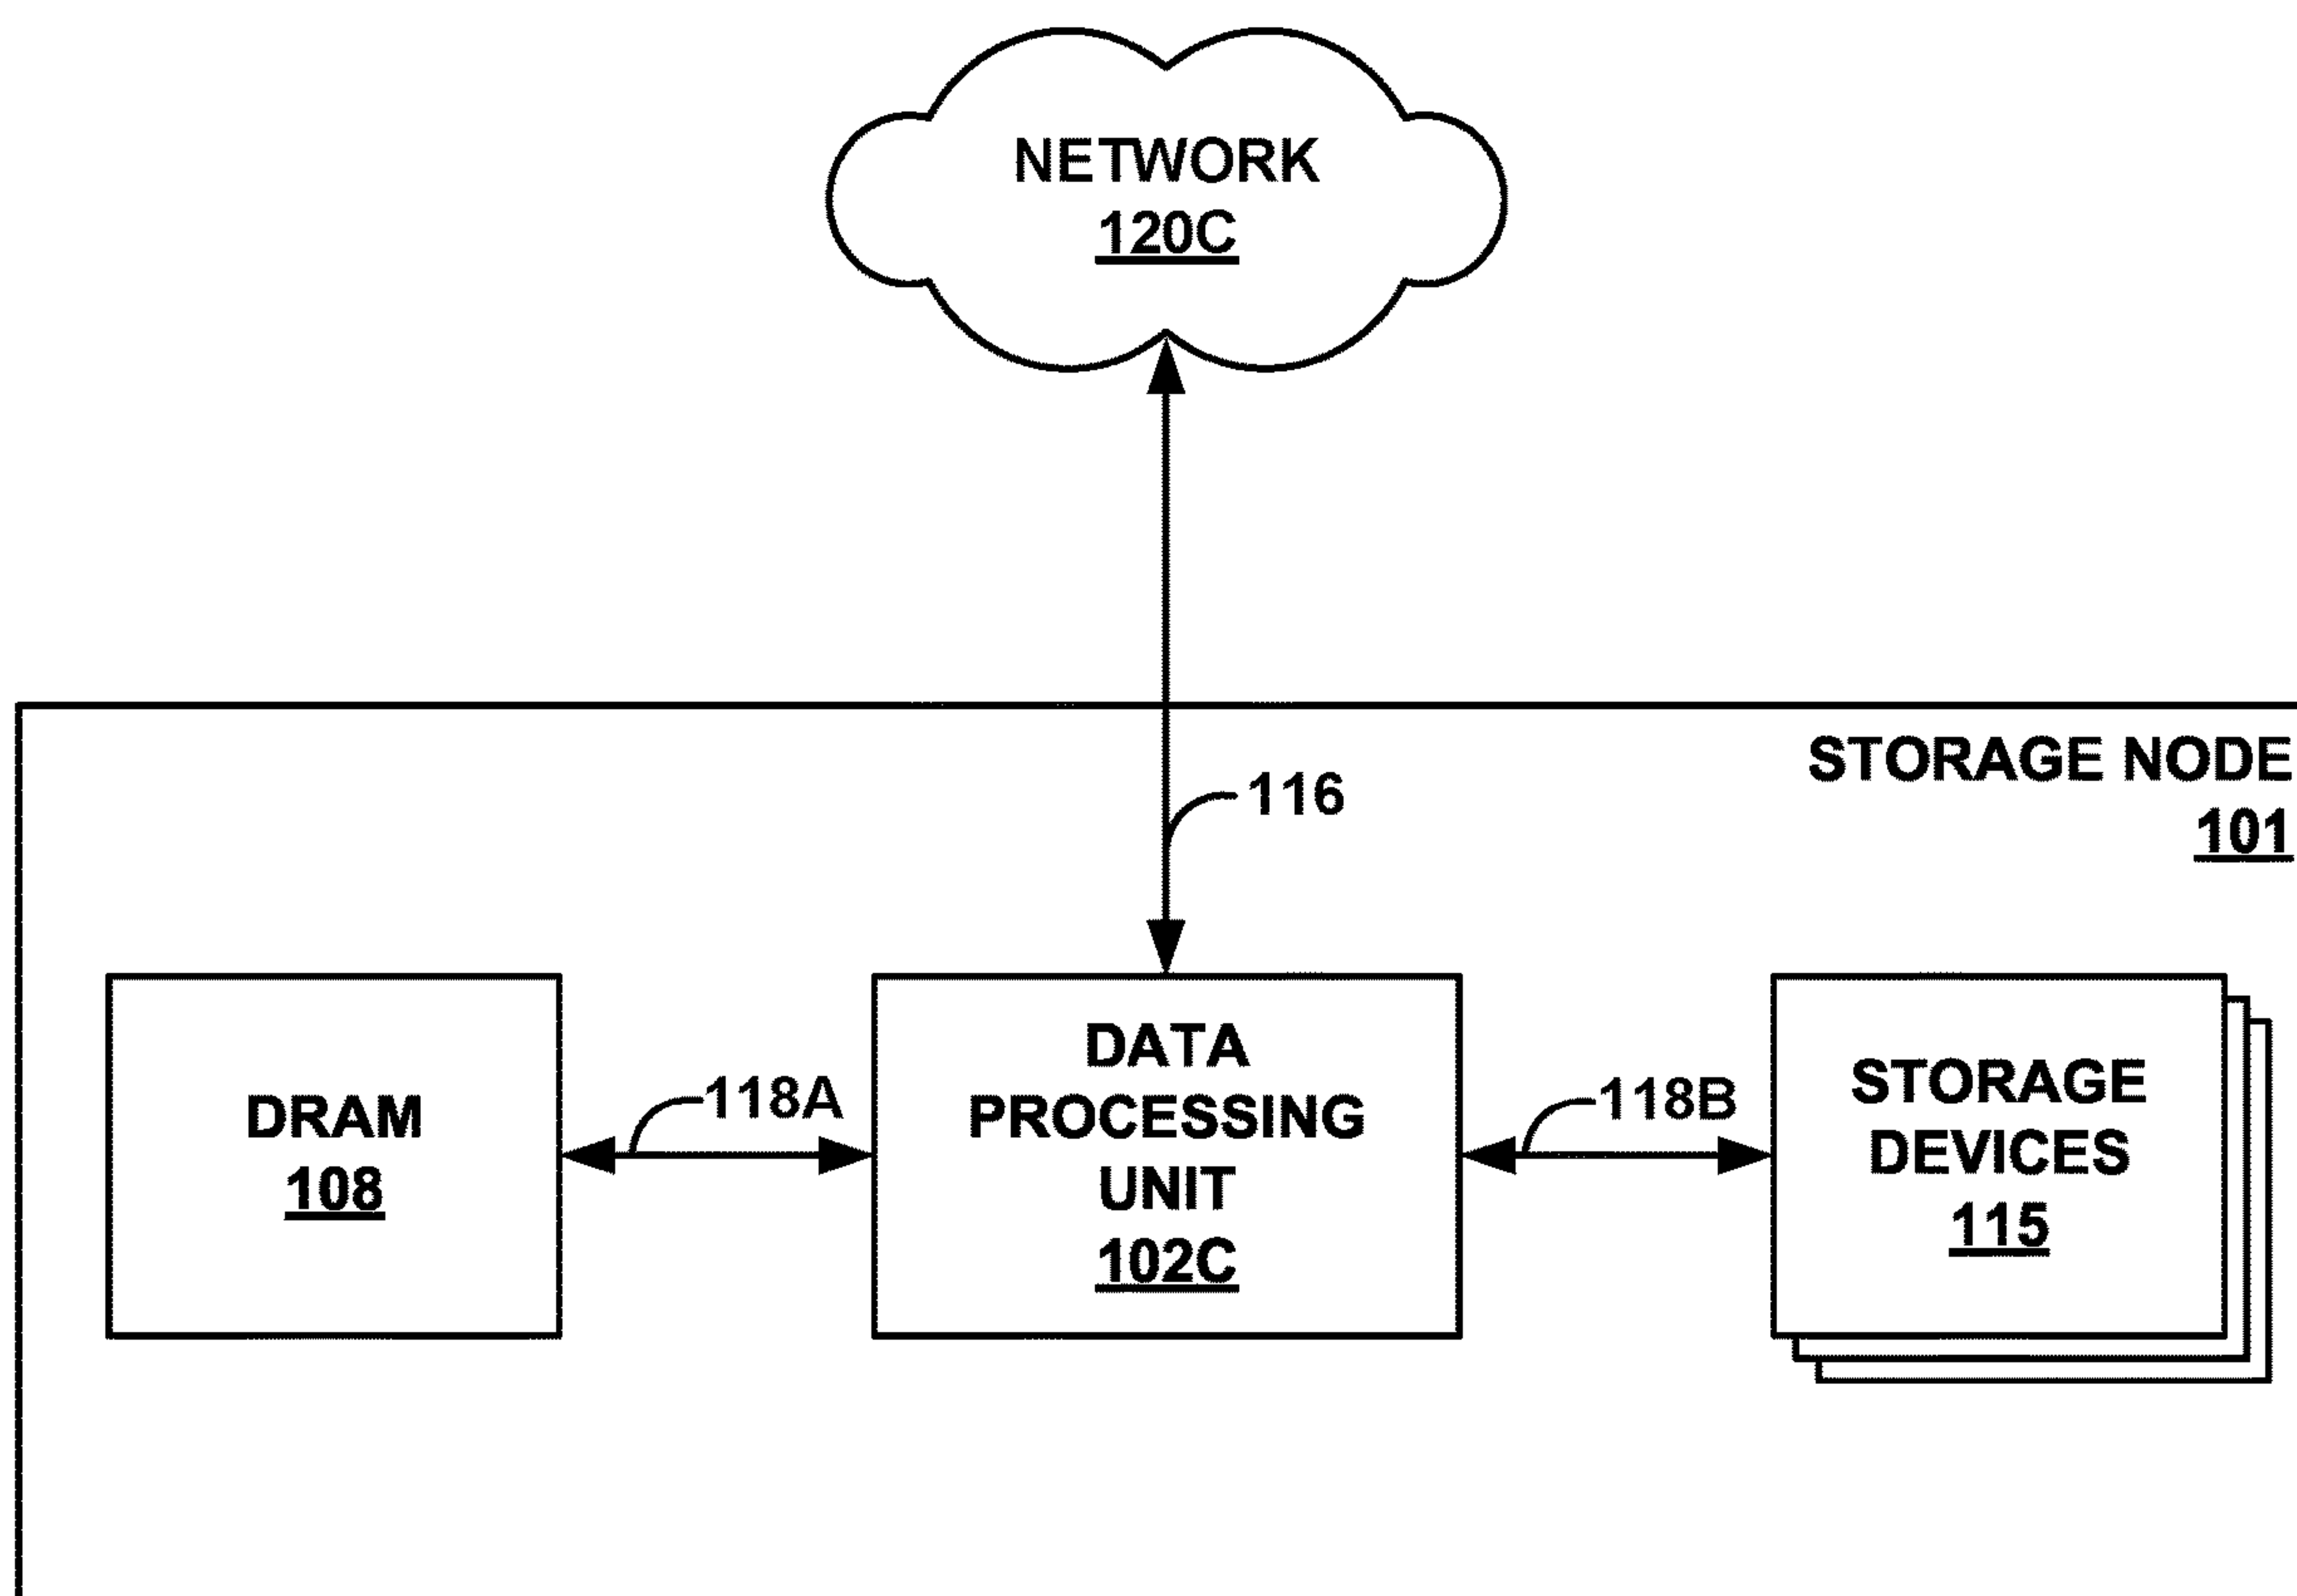 NETWORK
120C
STORAGE NODE
101
116
DRAM
108
118A
DATA
PROCESSING
UNIT
102C
118B
STORAGE
DEVICES
115